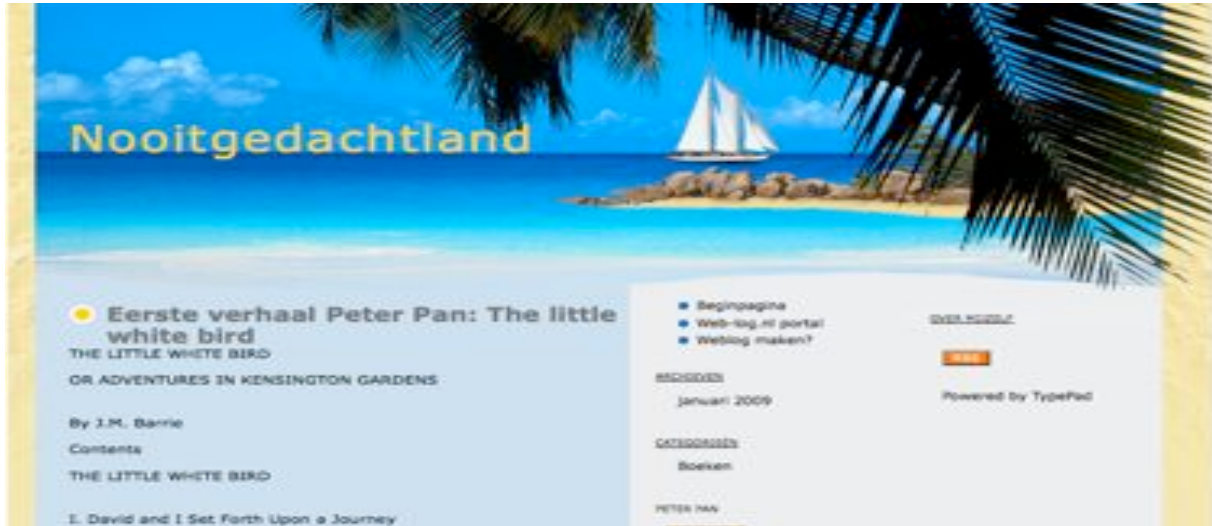 Nooitgedachtland
Eerste verhaal Peter Pan: The little
white bird
THE LITTLE WHITE BIRD
OR ADVENTURES IN KENSINGTON GARDENS
By J.M. Barrie
Contents
THE LITTLE WHITE BIRD
I. David and I Set Forth Upon a Journey
Beginpagina
Web-log.nl portal
Weblog maken?
ARCHIEVEN
januari 2009
CATEGORIEËN
Boeken
PETER PAN
OVER MIJZELF
RSS
Powered by TypePad